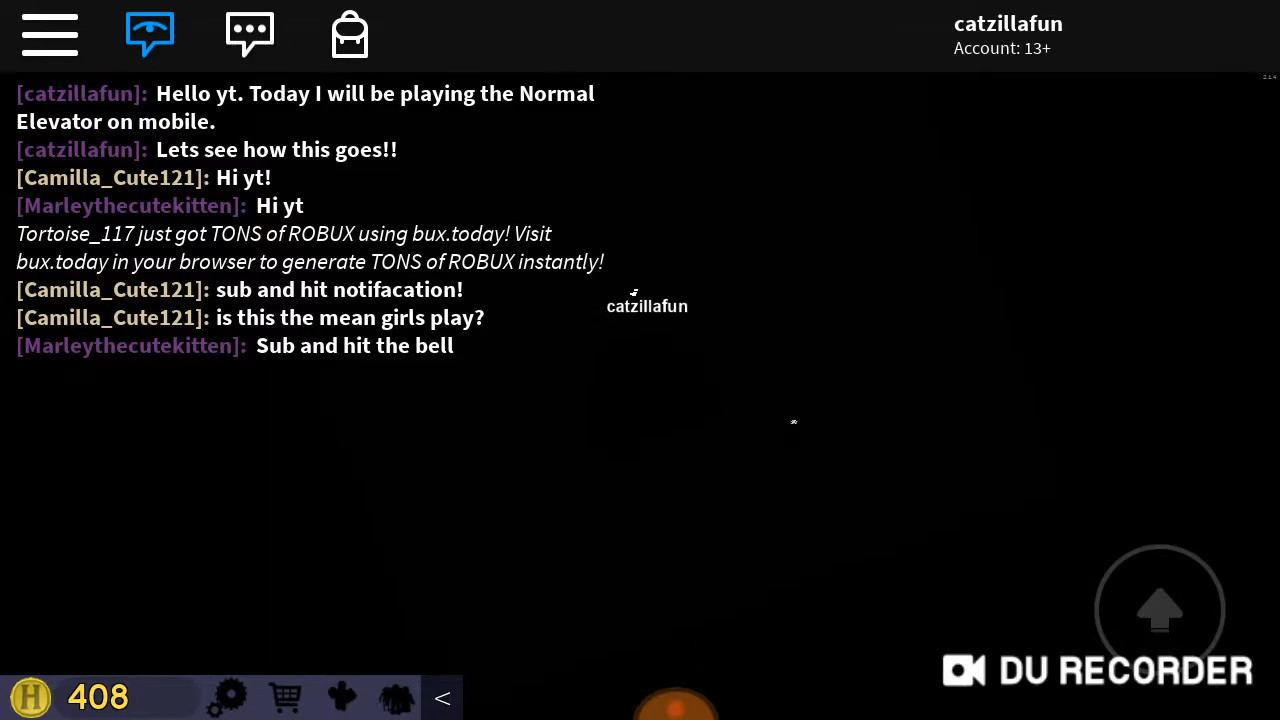 catzillafun
Account: 13+
[catzillafun]: Hello yt. Today I will be playing the Normal
Elevator on mobile.
[catzillafun]: Lets see how this goes!!
[Camilla_Cute121]: Hi yt!
[Marleythecutekitten]: Hi yt
Tortoise_117 just got TONS of ROBUX using bux.today! Visit
bux.today in your browser to generate TONS of ROBUX instantly!
[Camilla_Cute121]: sub and hit notifacation!
catzillafun
[Camilla_Cute121]: is this the mean girls play?
[Marleythecutekitten]: Sub and hit the bell
H 408
<
DU RECORDER